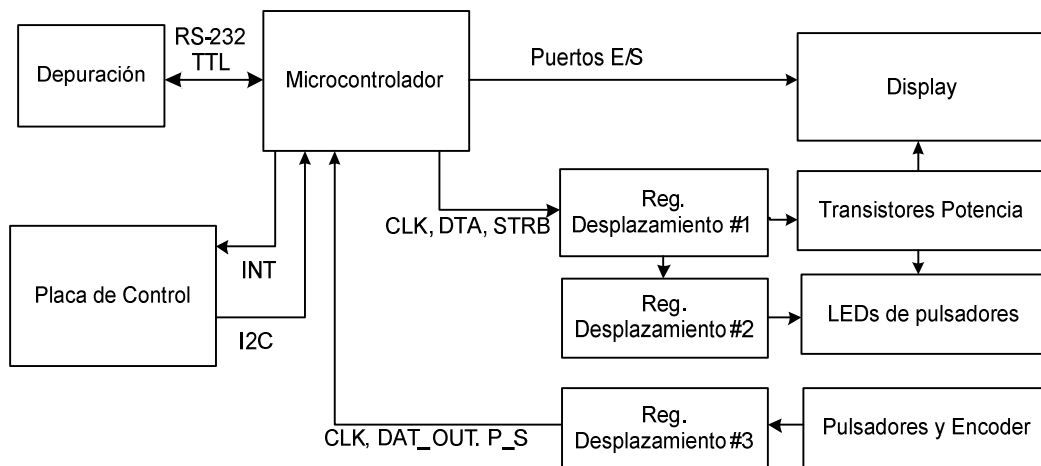 Depuración
RS-232
TTL
Microcontrolador
Puertos E/S
Display
CLK, DTA, STRB
Reg.
Desplazamiento #1
Transistores Potencia
INT
Placa de Control
I2C
Reg.
Desplazamiento #2
LEDs de pulsadores
CLK, DAT_OUT. P_S
Reg.
Desplazamiento #3
Pulsadores y Encoder